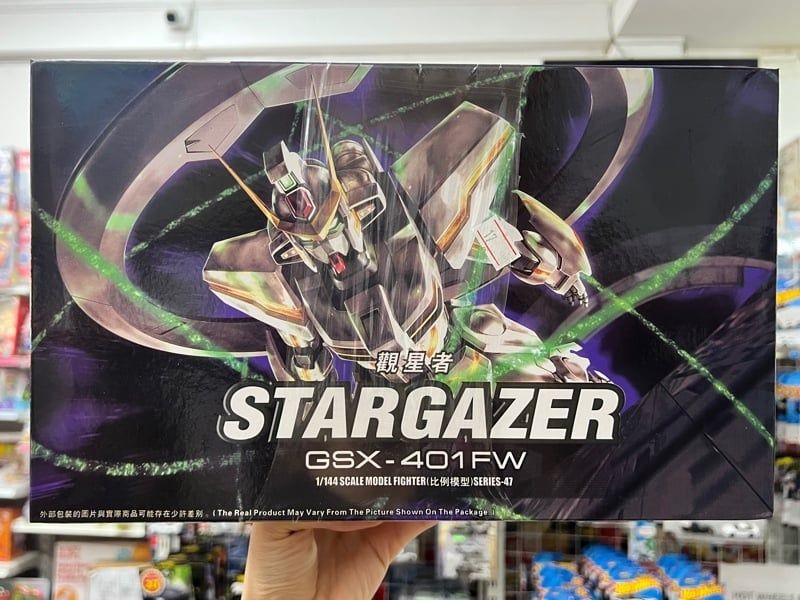 觀星者
STARGAZER
GSX-401FW
1/144 SCALE MODEL FIGHTER(比例模型)SERIES-47
外部包裝的圖片與實際商品可能存在少許差別。(The Real Product May Vary From The Picture Shown On The Package.)